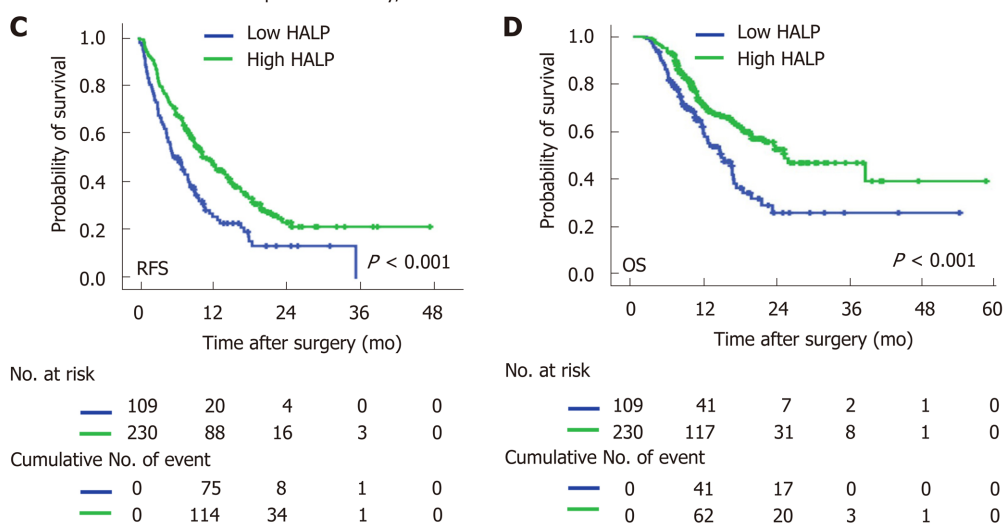 C
Low HALP
High HALP
Probability of survival
1.0
0.8
0.6
0.4
0.2
0.0
RFS
P < 0.001
0 12 24 36 48
Time after surgery (mo)
No. at risk
109 20 4 0 0
230 88 16 3 0
Cumulative No. of event
0 75 8 1 0
0 114 34 1 0
D
Low HALP
High HALP
Probability of survival
1.0
0.8
0.6
0.4
0.2
0.0
OS
P < 0.001
0 12 24 36 48 60
Time after surgery (mo)
No. at risk
109 41 7 2 1 0
230 117 31 8 1 0
Cumulative No. of event
0 41 17 0 0 0
0 62 20 3 1 0